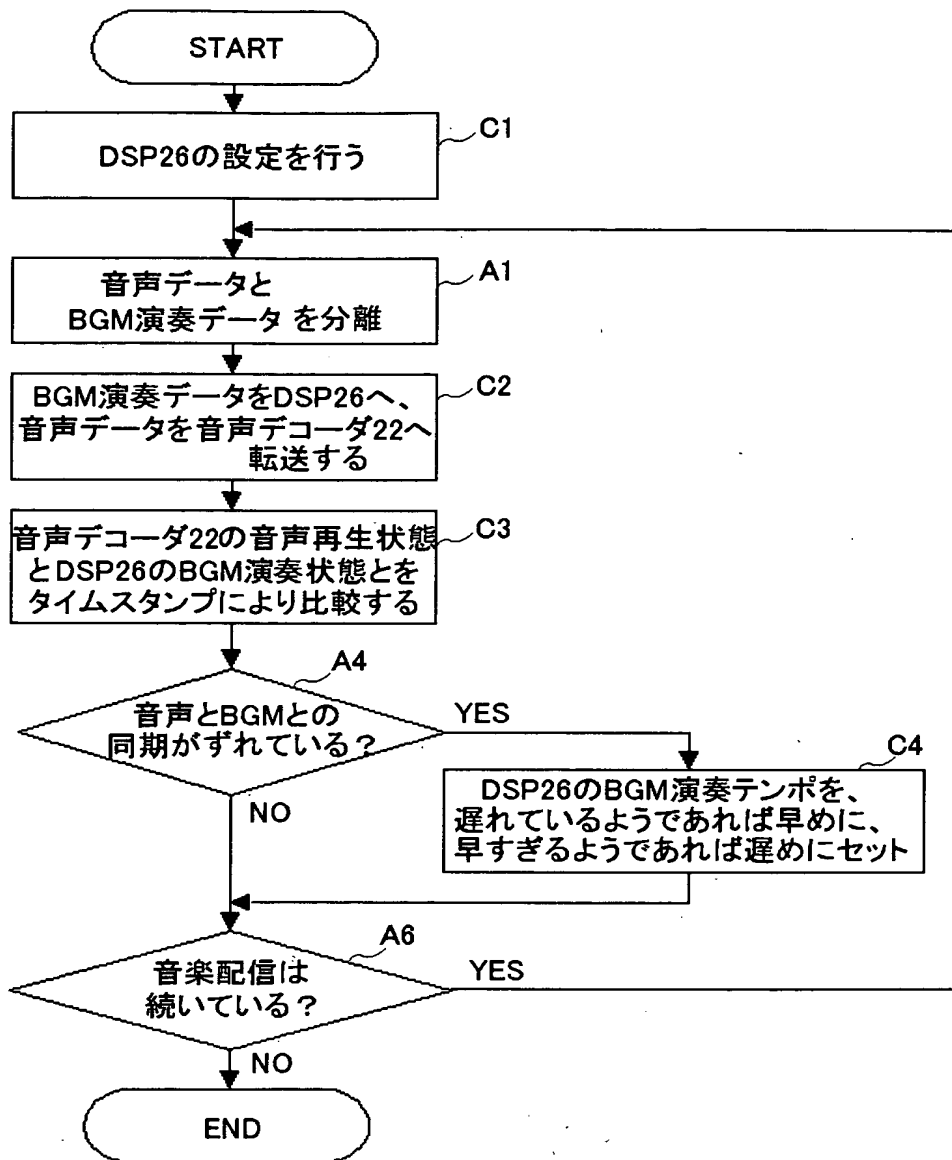 START
C1
DSP26の設定を行う
A1
音声データと
BGM演奏データ を分離
C2
BGM演奏データをDSP26へ、
音声データを音声デコーダ22へ
転送する
C3
音声デコーダ22の音声再生状態
とDSP26のBGM演奏状態とを
タイムスタンプにより比較する
A4
音声とBGMとの
同期がずれている？
YES
NO
C4
DSP26のBGM演奏テンポを、
遅れているようであれば早めに、
早すぎるようであれば遅めにセット
A6
音楽配信は
続いている？
YES
NO
END